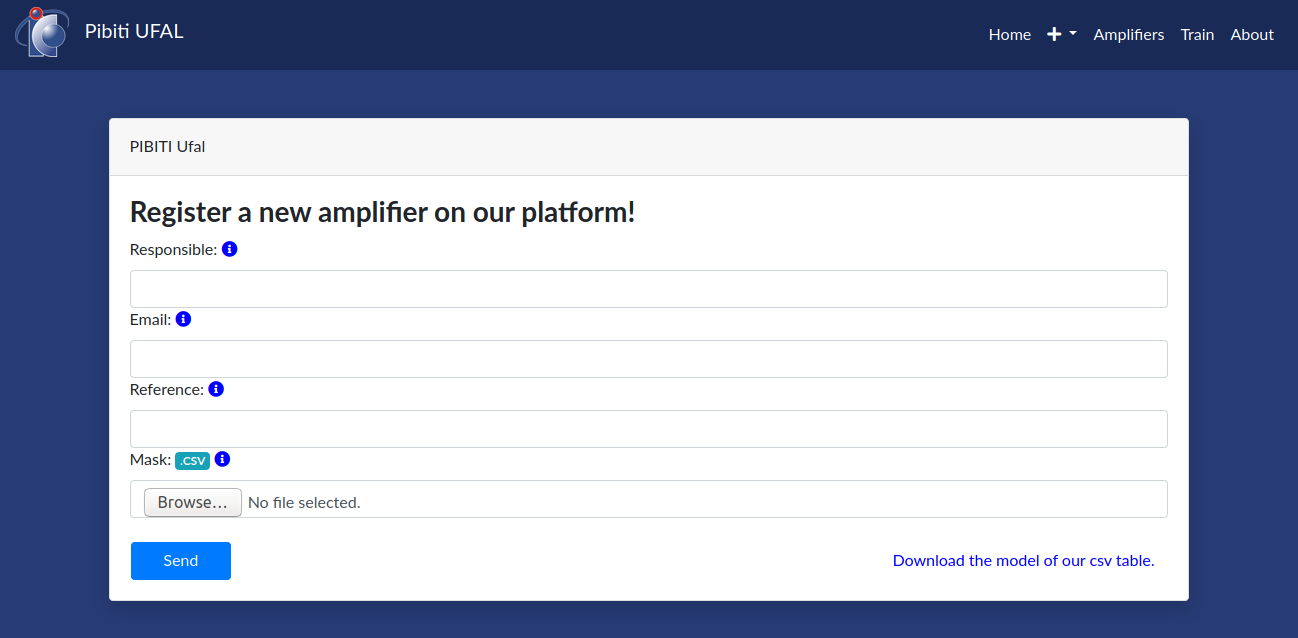 Pibiti UFAL
Home + Amplifiers Train About
PIBITI Ufal
Register a new amplifier on our platform!
Responsible:
Email:
Reference:
Mask: .CSV
Browse... No file selected.
Send Download the model of our csv table.